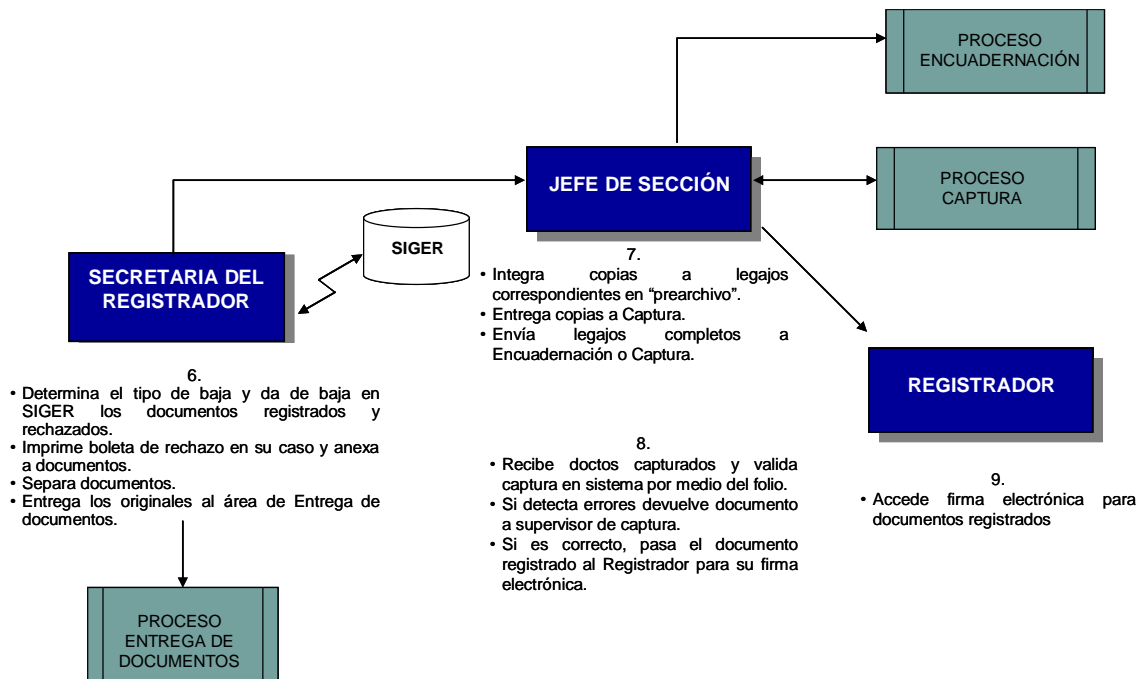 PROCESO
ENCUADERNACIÓN
JEFE DE SECCIÓN
PROCESO
CAPTURA
SIGER
SECRETARIA DEL
REGISTRADOR
7.
• Integra copias a legajos
correspondientes en “prearchivo”.
• Entrega copias a Captura.
• Envía legajos completos a
Encuadernación o Captura.
REGISTRADOR
6.
• Determina el tipo de baja y da de baja en
SIGER los documentos registrados y
rechazados.
• Imprime boleta de rechazo en su caso y anexa
a documentos.
• Separa documentos.
• Entrega los originales al área de Entrega de
documentos.
8.
• Recibe doctos capturados y valida
captura en sistema por medio del folio.
• Si detecta errores devuelve documento
a supervisor de captura.
• Si es correcto, pasa el documento
registrado al Registrador para su firma
electrónica.
9.
• Accede firma electrónica para
documentos registrados
PROCESO
ENTREGA DE
DOCUMENTOS